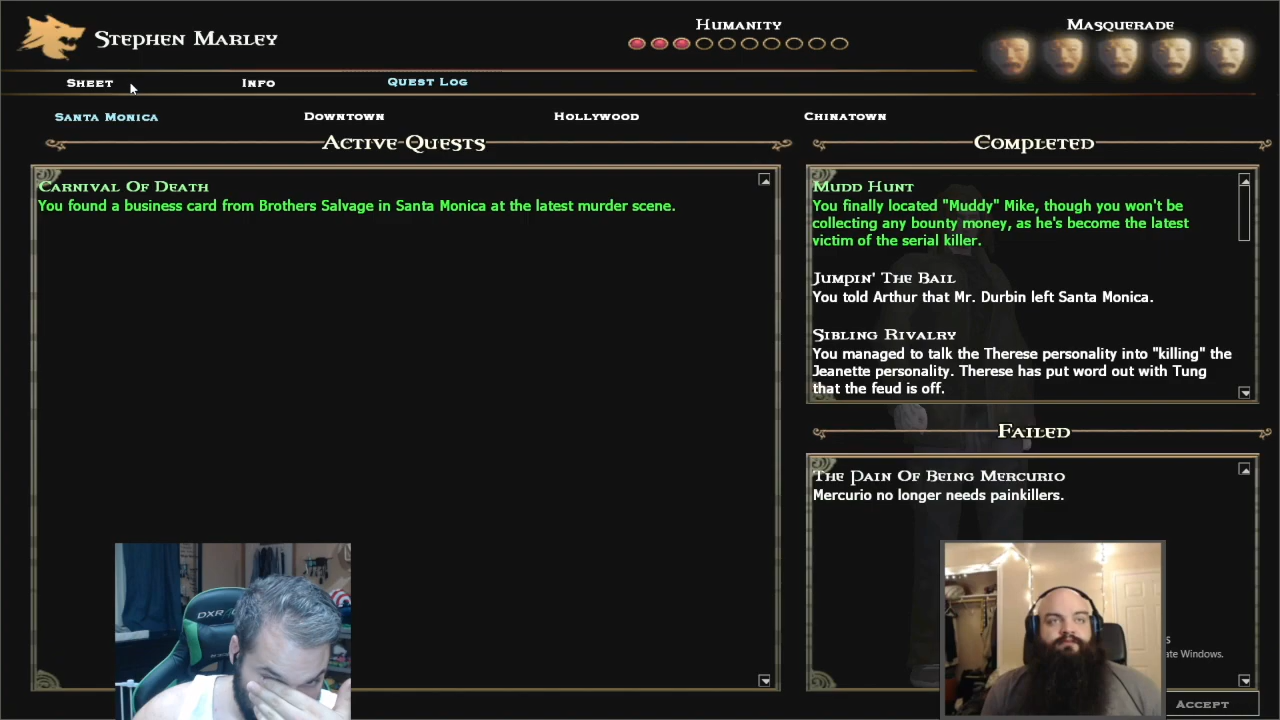 Stephen Marley
Humanity
Masquerade
Sheet
Info
Quest Log
Santa Monica
Downtown
Hollywood
Chinatown
Active Quests
Carnival Of Death
You found a business card from Brothers Salvage in Santa Monica at the latest murder scene.
Completed
Mudd Hunt
You finally located "Muddy" Mike, though you won't be
collecting any bounty money, as he's become the latest
victim of the serial killer.
Jumpin' The Bail
You told Arthur that Mr. Durbin left Santa Monica.
Sibling Rivalry
You managed to talk the Therese personality into "killing" the
Jeanette personality. Therese has put word out with Tung
that the feud is off.
Failed
The Pain Of Being Mercurio
Mercurio no longer needs painkillers.
DXR
ate Windows.
Accept